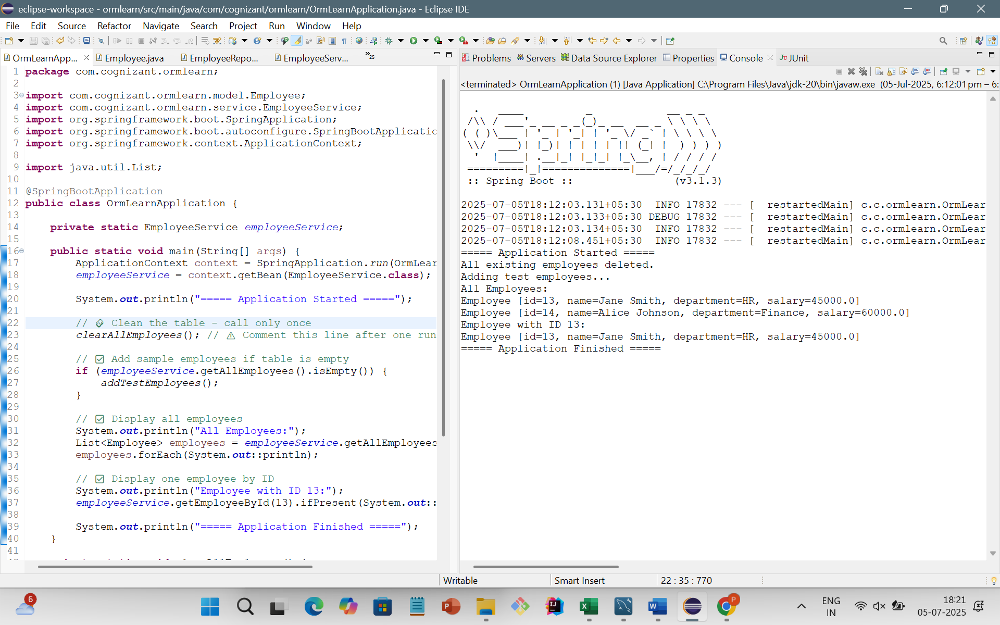 eclipse-workspace - ormlearn/src/main/java/com/cognizant/ormlearn/OrmLearnApplication.java - Eclipse IDE
File Edit Source Refactor Navigate Search Project Run Window Help
OrmLearnApp... Employee.java EmployeeRepo... EmployeeServ... »25
1 package com.cognizant.ormlearn;
2
3 import com.cognizant.ormlearn.model.Employee;
4 import com.cognizant.ormlearn.service.EmployeeService;
5 import org.springframework.boot.SpringApplication;
6 import org.springframework.boot.autoconfigure.SpringBootApplicatic
7 import org.springframework.context.ApplicationContext;
8
9 import java.util.List;
10
11 @SpringBootApplication
12 public class OrmLearnApplication {
13
14 private static EmployeeService employeeService;
15
16 public static void main(String[] args) {
17 ApplicationContext context = SpringApplication.run(OrmLear
18 employeeService = context.getBean(EmployeeService.class);
19
20 System.out.println("===== Application Started =====");
21
22 // Clean the table - call only once
23 clearAllEmployees(); // ⚠ Comment this line after one run
24
25 // ☑ Add sample employees if table is empty
26 if (employeeService.getAllEmployees().isEmpty()) {
27 addTestEmployees();
28 }
29
30 // ☑ Display all employees
31 System.out.println("All Employees:");
32 List<Employee> employees = employeeService.getAllEmployees
33 employees.forEach(System.out::println);
34
35 // ☑ Display one employee by ID
36 System.out.println("Employee with ID 13:");
37 employeeService.getEmployeeById(13).ifPresent(System.out::
38
39 System.out.println("===== Application Finished =====");
40 }
41
Problems Servers Data Source Explorer Properties Console JUnit
<terminated> OrmLearnApplication (1) [Java Application] C:\Program Files\Java\jdk-20\bin\javaw.exe (05-Jul-2025, 6:12:01 pm – 6:
Spring
:: Spring Boot :: (v3.1.3)
2025-07-05T18:12:03.131+05:30 INFO 17832 --- [ restartedMain] c.c.ormlearn.OrmLear
2025-07-05T18:12:03.133+05:30 DEBUG 17832 --- [ restartedMain] c.c.ormlearn.OrmLear
2025-07-05T18:12:03.134+05:30 INFO 17832 --- [ restartedMain] c.c.ormlearn.OrmLear
2025-07-05T18:12:08.451+05:30 INFO 17832 --- [ restartedMain] c.c.ormlearn.OrmLear
===== Application Started =====
All existing employees deleted.
Adding test employees...
All Employees:
Employee [id=13, name=Jane Smith, department=HR, salary=45000.0]
Employee [id=14, name=Alice Johnson, department=Finance, salary=60000.0]
Employee with ID 13:
Employee [id=13, name=Jane Smith, department=HR, salary=45000.0]
===== Application Finished =====
Writable Smart Insert 22 : 35 : 770
6
ENG
IN
18:21
05-07-2025